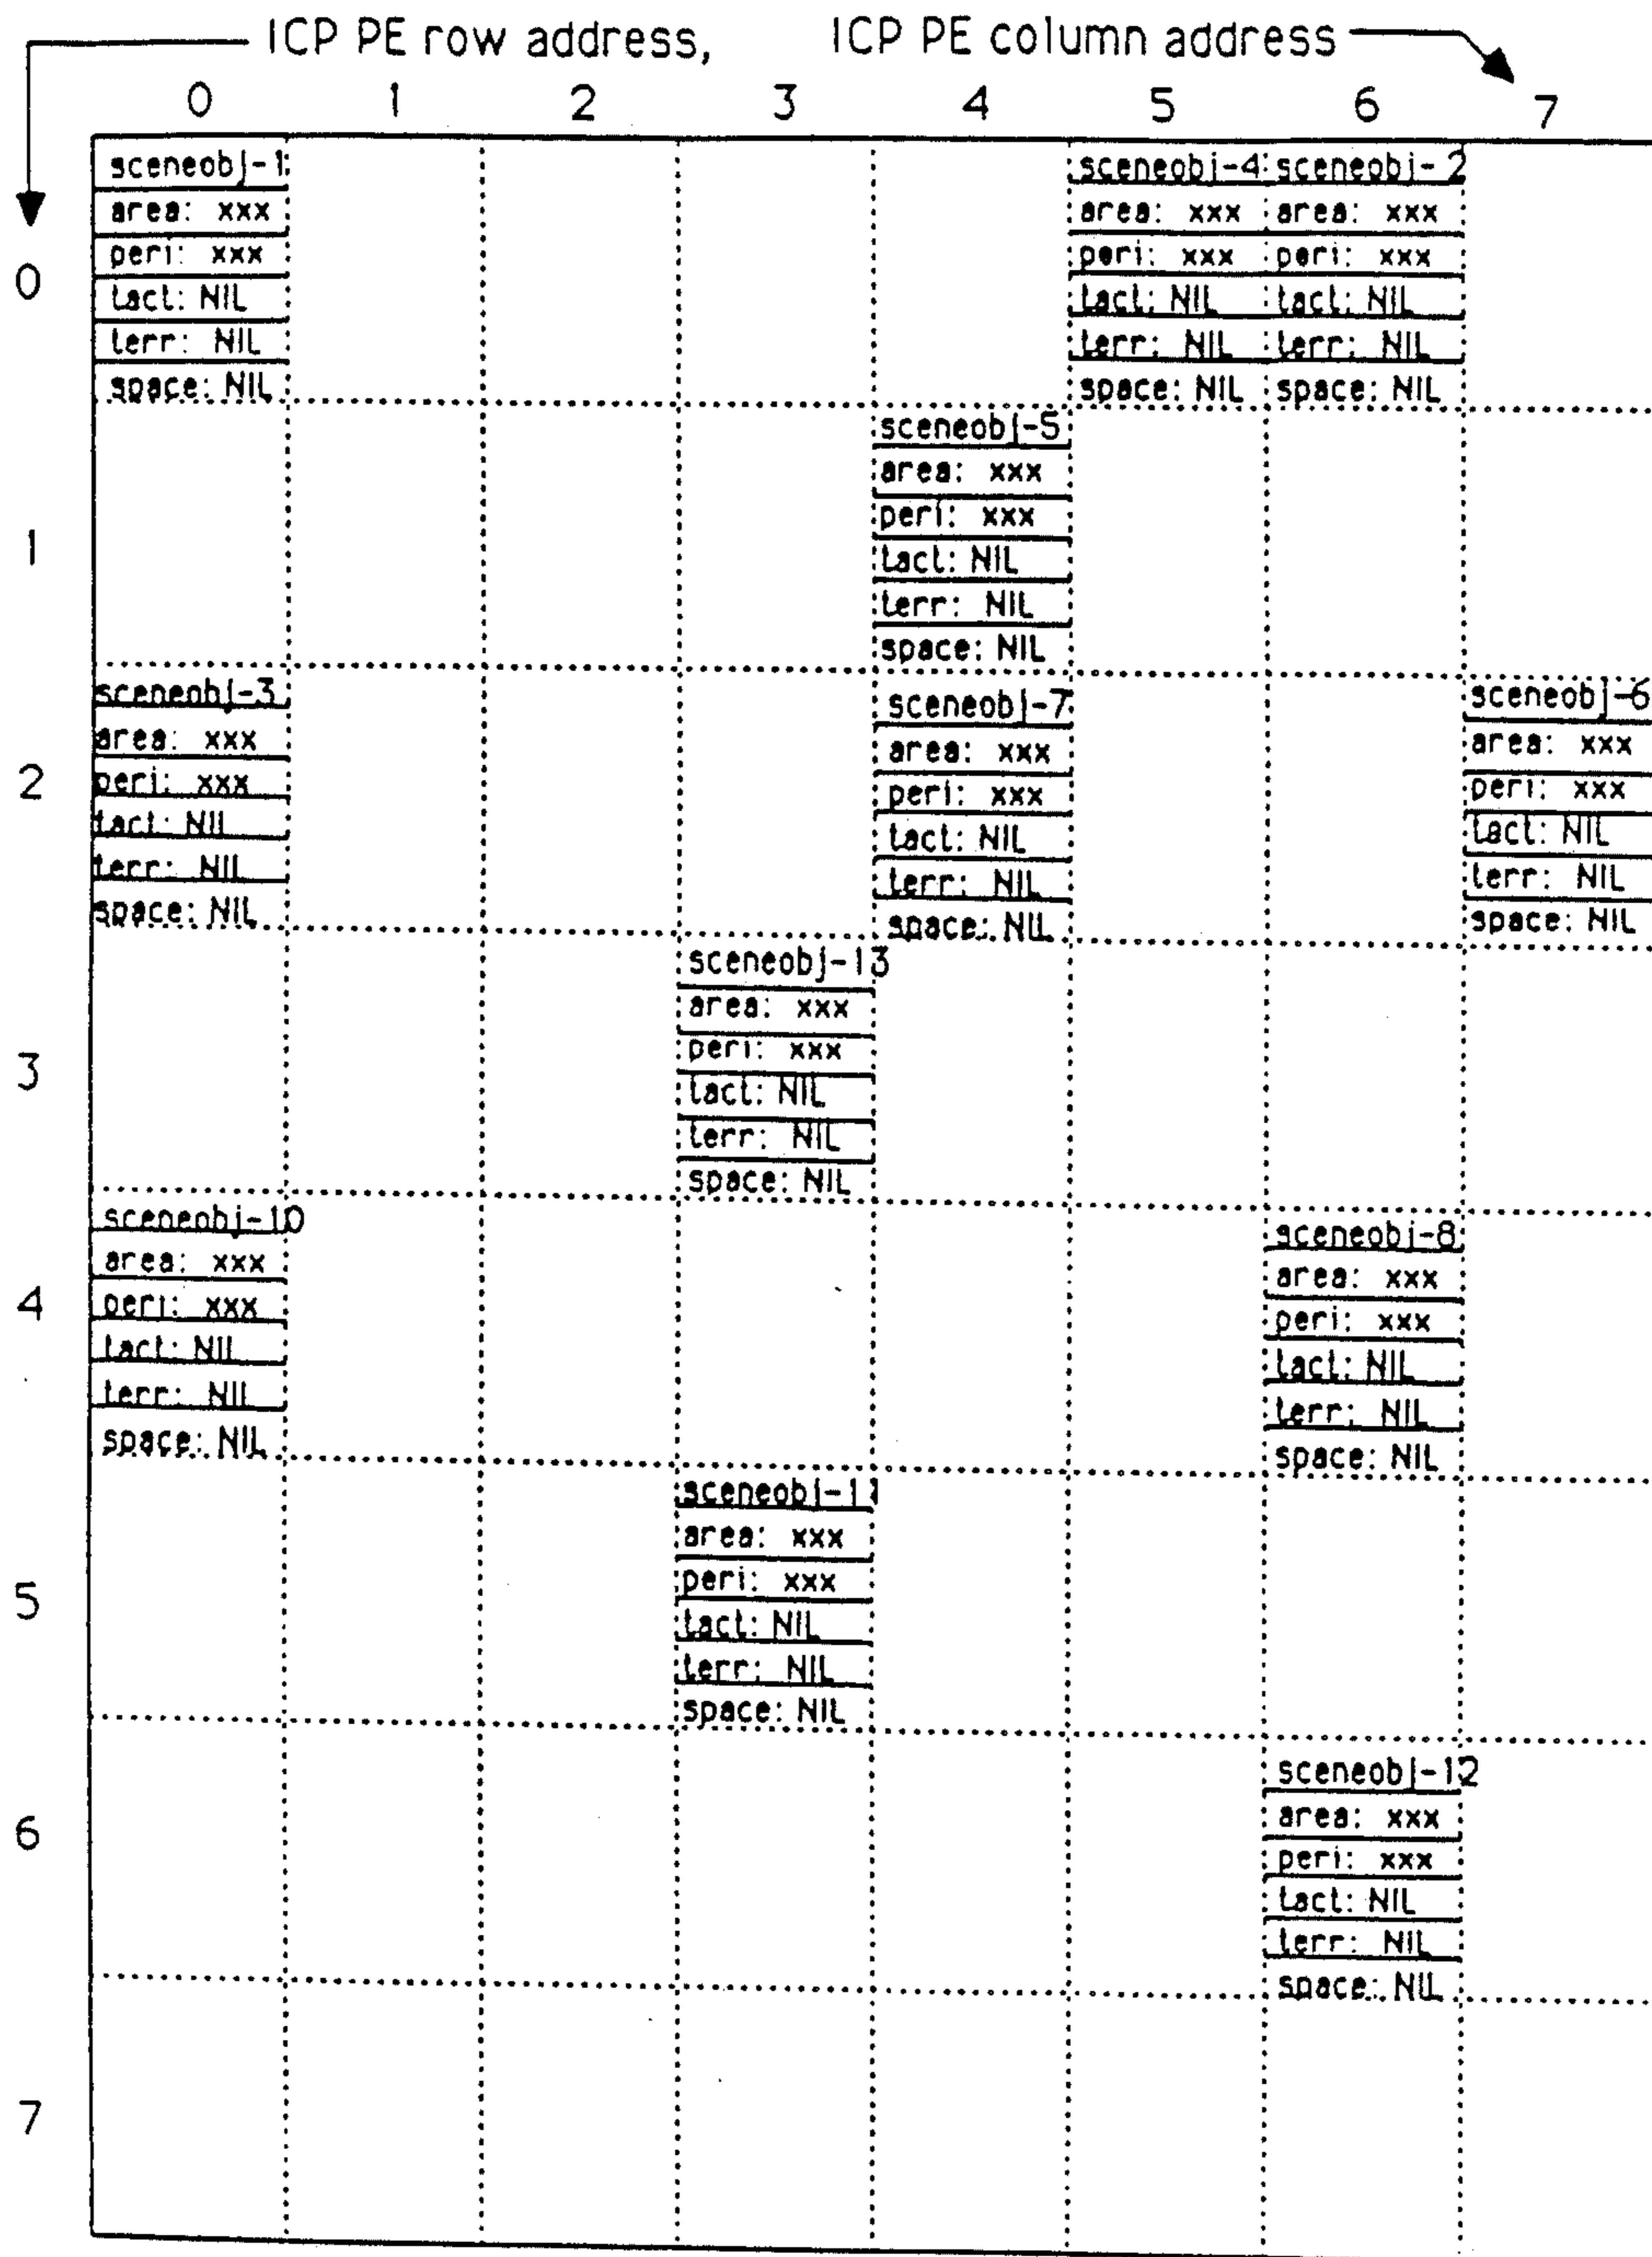 ICP PE row address, ICP PE column address
0 1 2 3 4 5 6 7
0
sceneobj-1
area: xxx
peri: xxx
tact: NIL
terr: NIL
space: NIL
sceneobj-4
area: xxx
peri: xxx
tact: NIL
terr: NIL
space: NIL
sceneobj-2
area: xxx
peri: xxx
tact: NIL
terr: NIL
space: NIL
1
sceneobj-5
area: xxx
peri: xxx
tact: NIL
terr: NIL
space: NIL
2
sceneobj-3
area: xxx
peri: xxx
tact: NIL
terr: NIL
space: NIL
sceneobj-7
area: xxx
peri: xxx
tact: NIL
terr: NIL
space: NIL
sceneobj-6
area: xxx
peri: xxx
tact: NIL
terr: NIL
space: NIL
3
sceneobj-13
area: xxx
peri: xxx
tact: NIL
terr: NIL
space: NIL
4
sceneobj-10
area: xxx
peri: xxx
tact: NIL
terr: NIL
space: NIL
sceneobj-8
area: xxx
peri: xxx
tact: NIL
terr: NIL
space: NIL
5
sceneobj-11
area: xxx
peri: xxx
tact: NIL
terr: NIL
space: NIL
6
sceneobj-12
area: xxx
peri: xxx
tact: NIL
terr: NIL
space: NIL
7